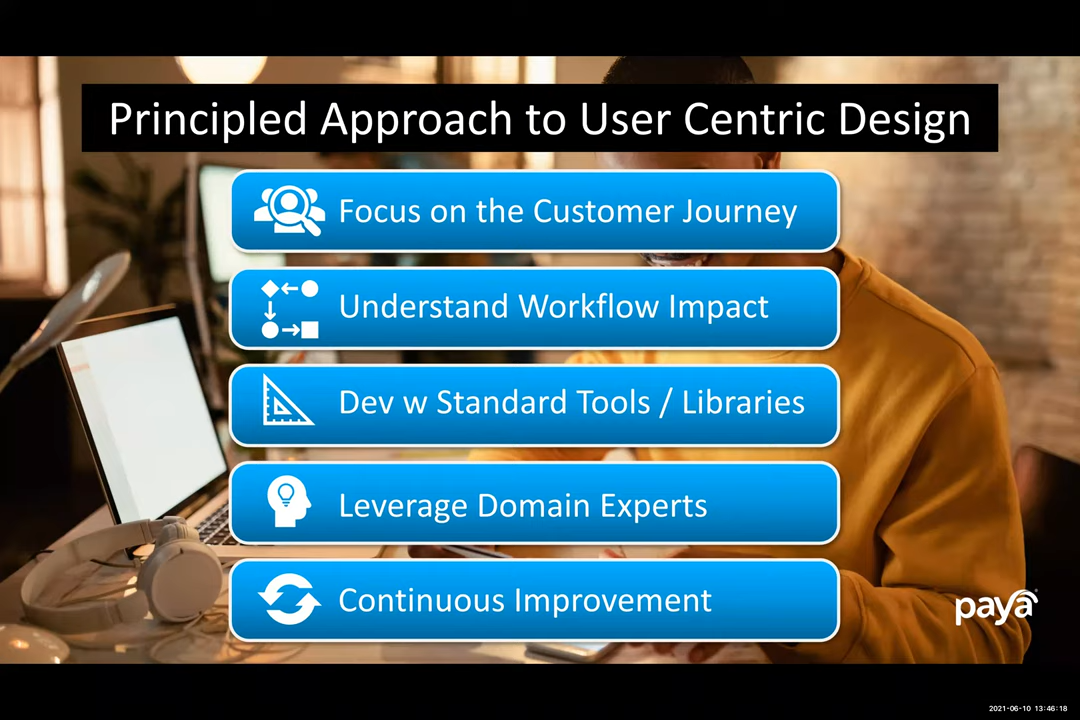 Principled Approach to User Centric Design
Focus on the Customer Journey
Understand Workflow Impact
Dev w Standard Tools / Libraries
Leverage Domain Experts
Continuous Improvement
paya
2021-06-10 13:46:18